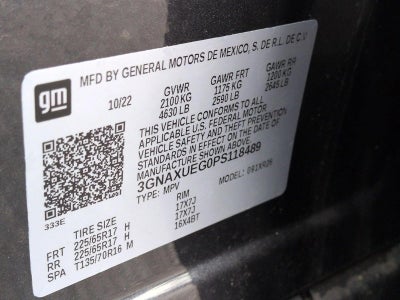 gm
MFD BY GENERAL MOTORS DE MEXICO, S. DE R.L. DE C.V
10/22 GVWR GAWR FRT GAWR RR
2100 KG 1175 KG 1200 KG
4630 LB 2590 LB 2645 LB
THIS VEHICLE CONFORMS TO ALL APPLICABLE U.S. FEDERAL MOTOR
VEHICLE SAFETY AND THEFT PREVENTION STANDARDS
IN EFFECT ON THE DATE OF
MANUFACTURE SHOWN ABOVE.
3GNAXUEG0PS118489
TYPE: MPV MODEL:
333E
TIRE SIZE RIM
FRT 225/65R17 H 17X7J
RR 225/65R17 H 17X7J
SPA T135/70R16 M 16X4BT